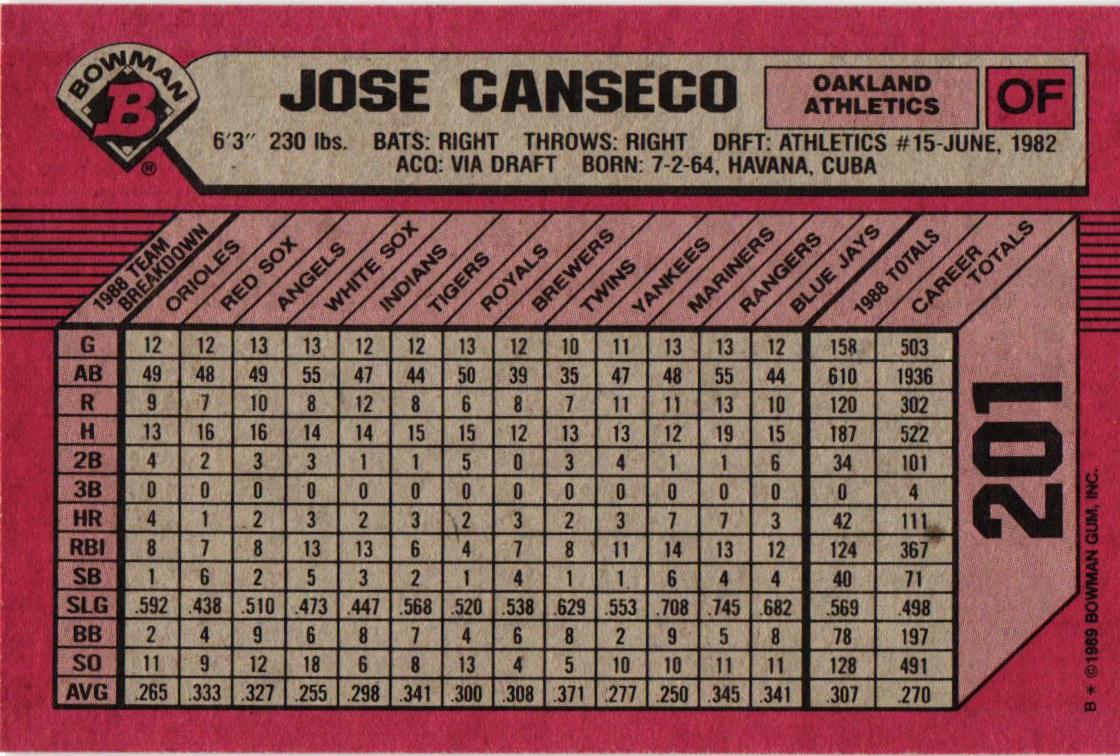 BOWMAN
B
®
JOSE CANSECO
OAKLAND
ATHLETICS
OF
6'3" 230 lbs. BATS: RIGHT THROWS: RIGHT DRFT: ATHLETICS #15-JUNE, 1982
ACQ: VIA DRAFT BORN: 7-2-64, HAVANA, CUBA
1988 TEAM BREAKDOWN ORIOLES RED SOX ANGELS WHITE SOX INDIANS TIGERS ROYALS BREWERS TWINS YANKEES MARINERS RANGERS BLUE JAYS 1988 TOTALS CAREER TOTALS
G 12 12 13 13 12 12 13 12 10 11 13 13 12 158 503
AB 49 48 49 55 47 44 50 39 35 47 48 55 44 610 1936
R 9 7 10 8 12 8 6 8 7 11 11 13 10 120 302
H 13 16 16 14 14 15 15 12 13 13 12 19 15 187 522
2B 4 2 3 3 1 1 5 0 3 4 1 1 6 34 101
3B 0 0 0 0 0 0 0 0 0 0 0 0 0 0 4
HR 4 1 2 3 2 3 2 3 2 3 7 7 3 42 111
RBI 8 7 8 13 13 6 4 7 8 11 14 13 12 124 367
SB 1 6 2 5 3 2 1 4 1 1 6 4 4 40 71
SLG .592 .438 .510 .473 .447 .568 .520 .538 .629 .553 .708 .745 .682 .569 .498
BB 2 4 9 6 8 7 4 6 8 2 9 5 8 78 197
SO 11 9 12 18 6 8 13 4 5 10 10 11 11 128 491
AVG .265 .333 .327 .255 .298 .341 .300 .308 .371 .277 .250 .345 .341 .307 .270
201
B* ©1989 BOWMAN GUM, INC.